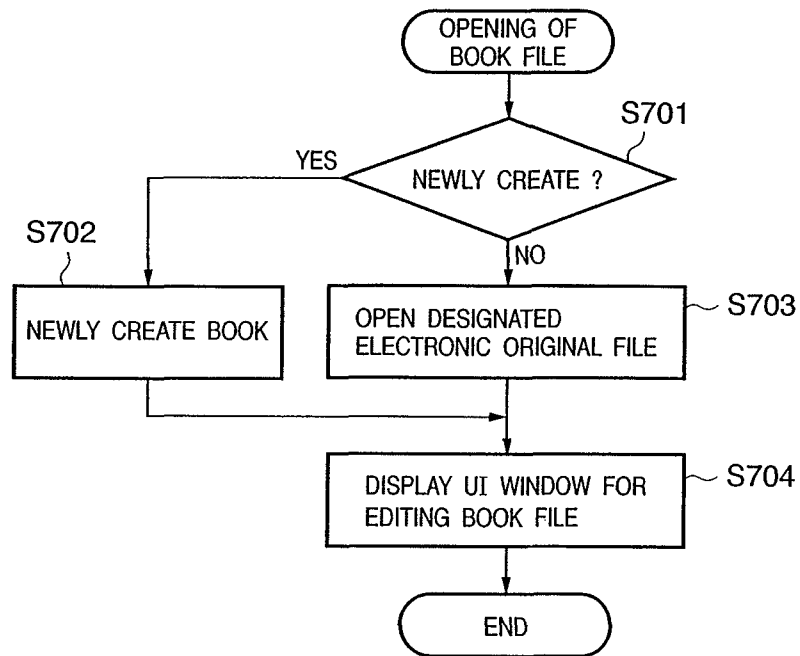 OPENING OF
BOOK FILE
S701
YES
NEWLY CREATE ?
S702
NO
NEWLY CREATE BOOK
OPEN DESIGNATED
ELECTRONIC ORIGINAL FILE
S703
DISPLAY UI WINDOW FOR
EDITING BOOK FILE
S704
END